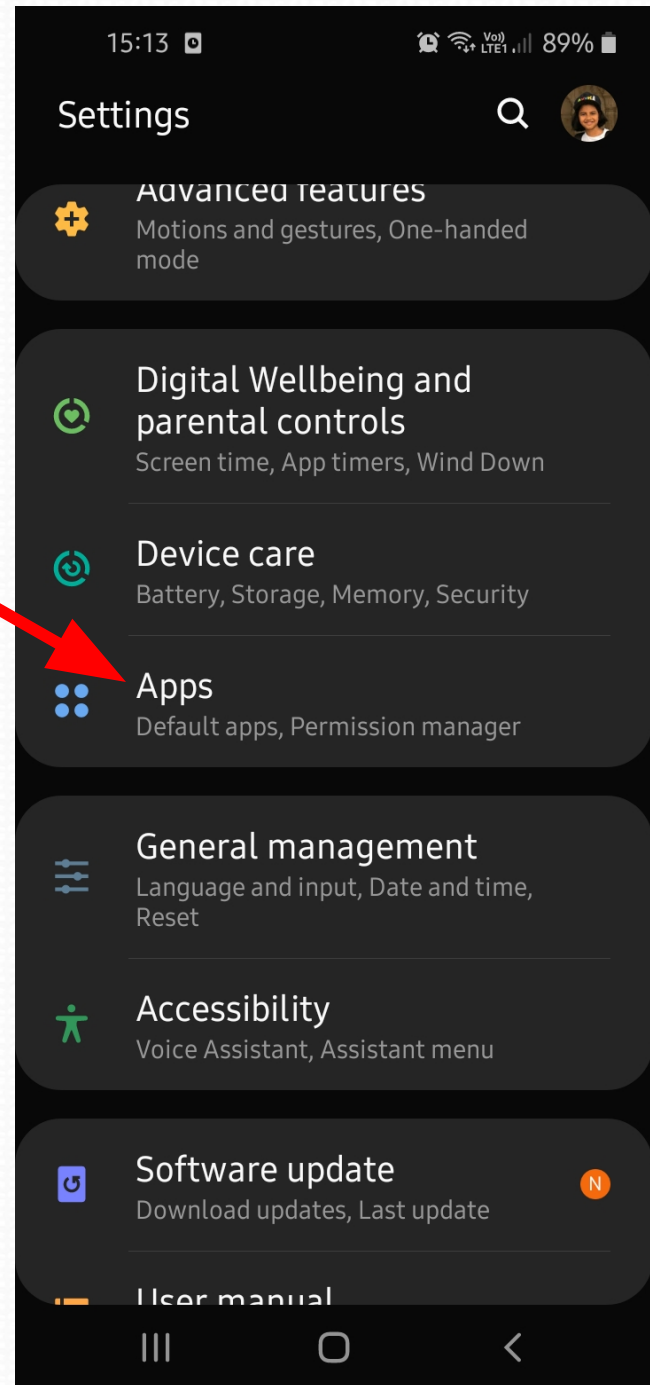 15:13
Vo))
LTE1
89%
Settings
Advanced features
Motions and gestures, One-handed
mode
Digital Wellbeing and
parental controls
Screen time, App timers, Wind Down
Device care
Battery, Storage, Memory, Security
Apps
Default apps, Permission manager
General management
Language and input, Date and time,
Reset
Accessibility
Voice Assistant, Assistant menu
Software update
N
Download updates, Last update
User manual